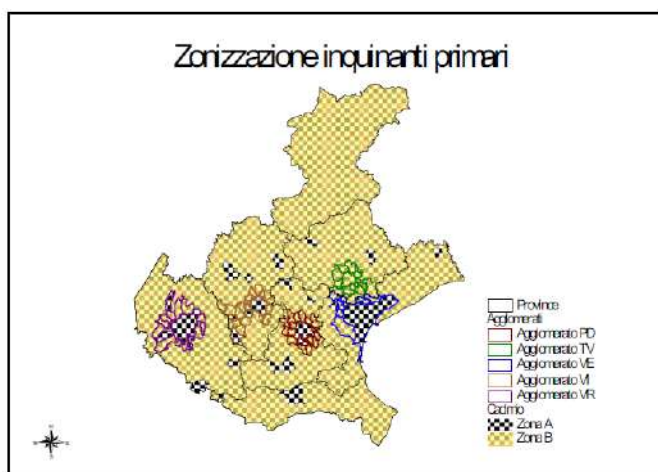 Zonizzazione inquinanti primari
Province
Agglomerati
Agglomerato PD
Agglomerato TV
Agglomerato VE
Agglomerato VI
Agglomerato VR
Cadmio
Zona A
Zona B